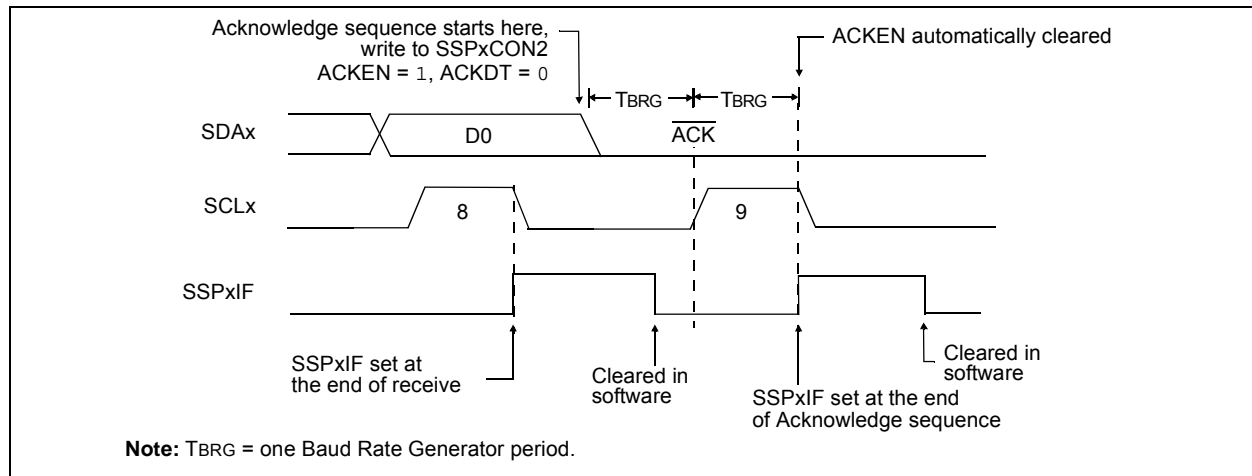 Acknowledge sequence starts here,
write to SSPxCON2
ACKEN = 1, ACKDT = 0
ACKEN automatically cleared
TBRG
TBRG
SDAx
D0
ACK
SCLx
8
9
SSPxIF
SSPxIF set at
the end of receive
Cleared in
software
SSPxIF set at the end
of Acknowledge sequence
Cleared in
software
Note: TBRG = one Baud Rate Generator period.